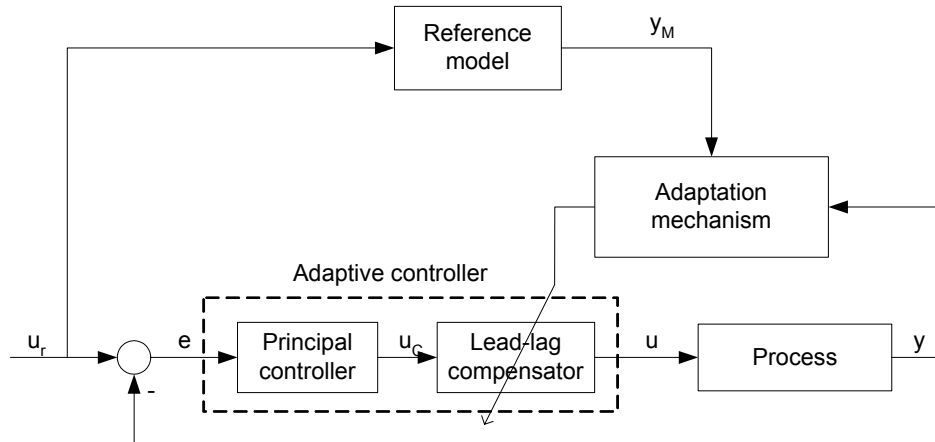 Reference
model
y_M
Adaptation
mechanism
Adaptive controller
u_r
e
Principal
controller
u_C
Lead-lag
compensator
u
Process
y
-